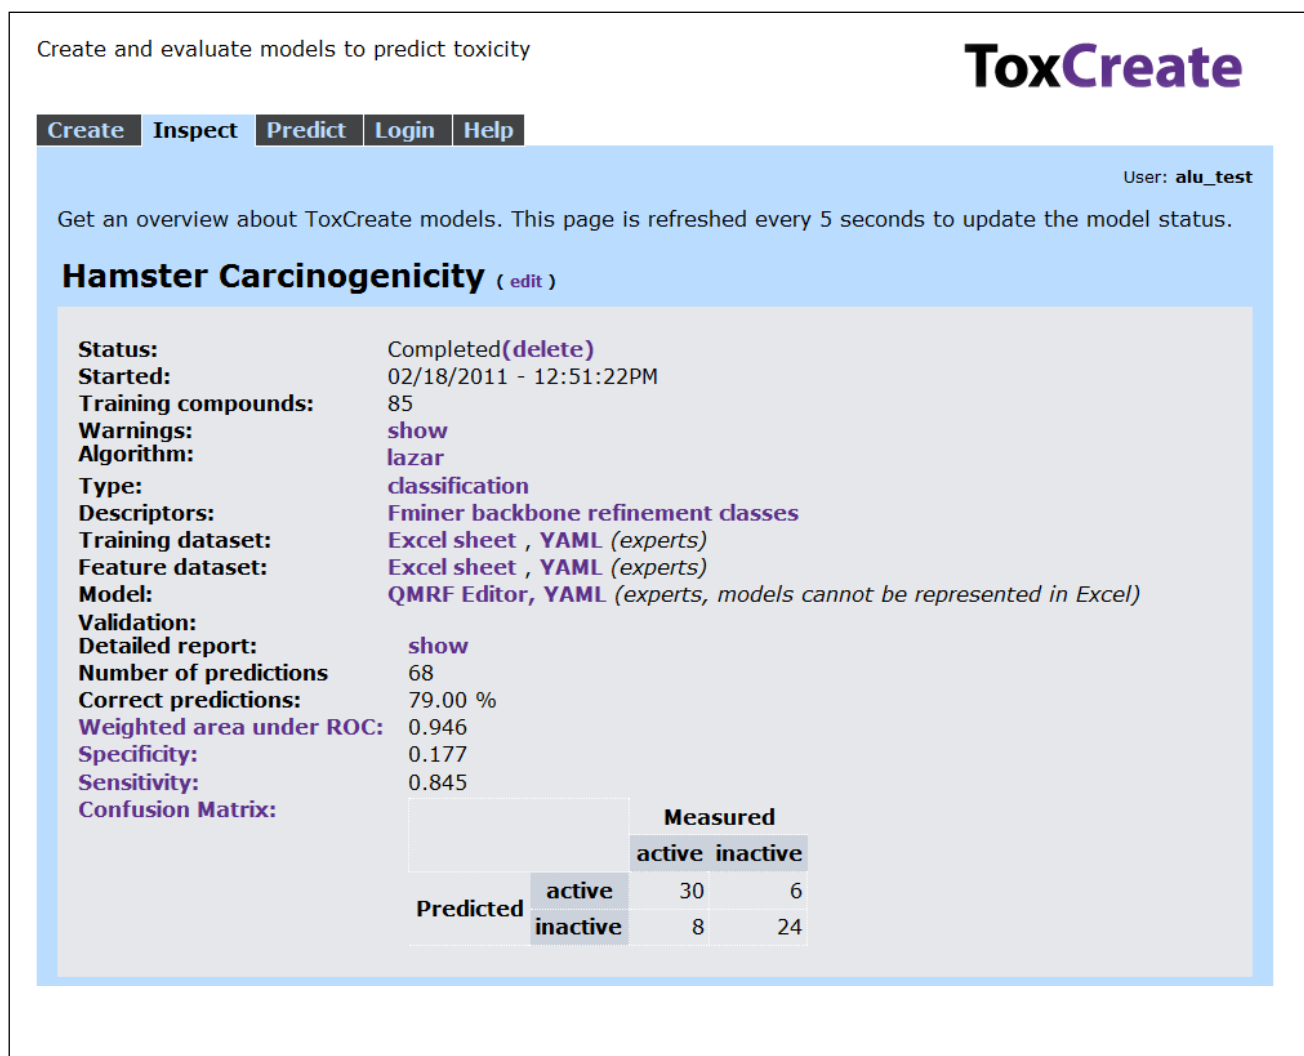 Create and evaluate models to predict toxicity
ToxCreate
Create Inspect Predict Login Help
User: alu_test
Get an overview about ToxCreate models. This page is refreshed every 5 seconds to update the model status.
Hamster Carcinogenicity ( edit )
Status: Completed(delete)
Started: 02/18/2011 - 12:51:22PM
Training compounds: 85
Warnings: show
Algorithm: lazar
Type: classification
Descriptors: Fminer backbone refinement classes
Training dataset: Excel sheet , YAML (experts)
Feature dataset: Excel sheet , YAML (experts)
Model: QMRF Editor, YAML (experts, models cannot be represented in Excel)
Validation:
Detailed report: show
Number of predictions 68
Correct predictions: 79.00 %
Weighted area under ROC: 0.946
Specificity: 0.177
Sensitivity: 0.845
Confusion Matrix:
Measured
active inactive
Predicted active 30 6
inactive 8 24